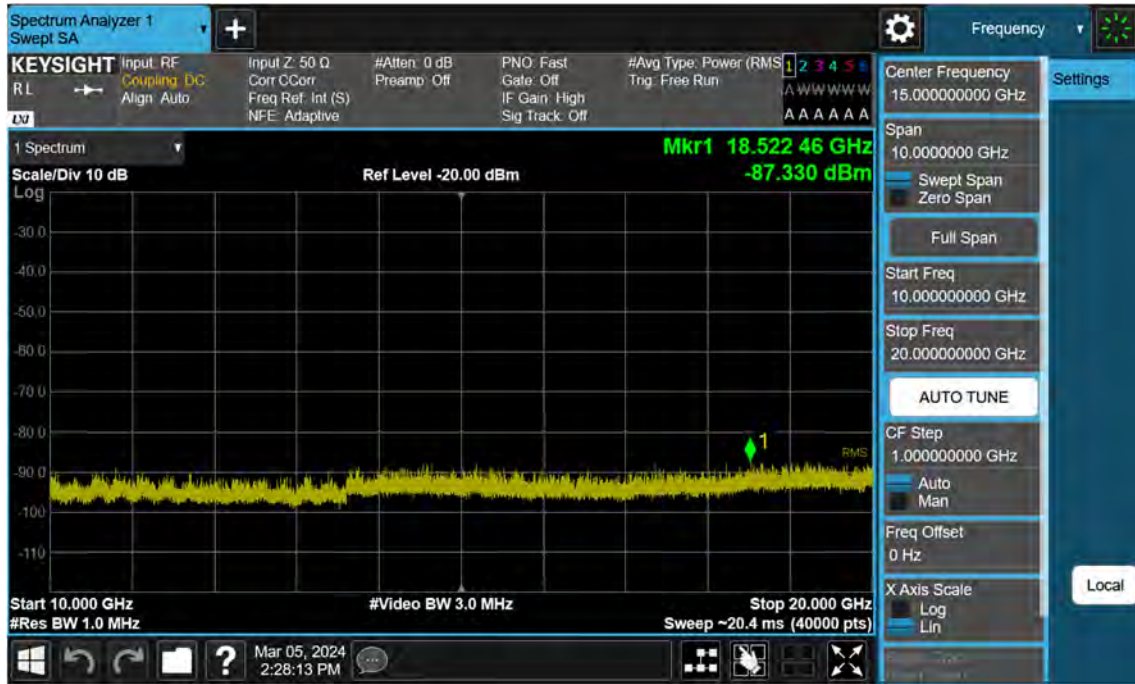 Spectrum Analyzer 1
Swept SA
Frequency
KEYSIGHT
RL
LXI
Input: RF
Coupling: DC
Align: Auto
Input Z: 50 Ω
Corr CCorr
Freq Ref: Int (S)
NFE: Adaptive
#Atten: 0 dB
Preamp: Off
PNO: Fast
Gate: Off
IF Gain: High
Sig Track: Off
#Avg Type: Power (RMS
Trig: Free Run
1 2 3 4 5 6
A W W W W W
A A A A A A
1 Spectrum
Mkr1 18.522 46 GHz
Scale/Div 10 dB
Ref Level -20.00 dBm
-87.330 dBm
Log
-30.0
-40.0
-50.0
-60.0
-70.0
-80.0
1
RMS
-90.0
-100
-110
Start 10.000 GHz
#Video BW 3.0 MHz
Stop 20.000 GHz
#Res BW 1.0 MHz
Sweep ~20.4 ms (40000 pts)
?
Mar 05, 2024
2:28:13 PM
Center Frequency
15.000000000 GHz
Settings
Span
10.0000000 GHz
Swept Span
Zero Span
Full Span
Start Freq
10.000000000 GHz
Stop Freq
20.000000000 GHz
AUTO TUNE
CF Step
1.000000000 GHz
Auto
Man
Freq Offset
0 Hz
X Axis Scale
Log
Lin
Local